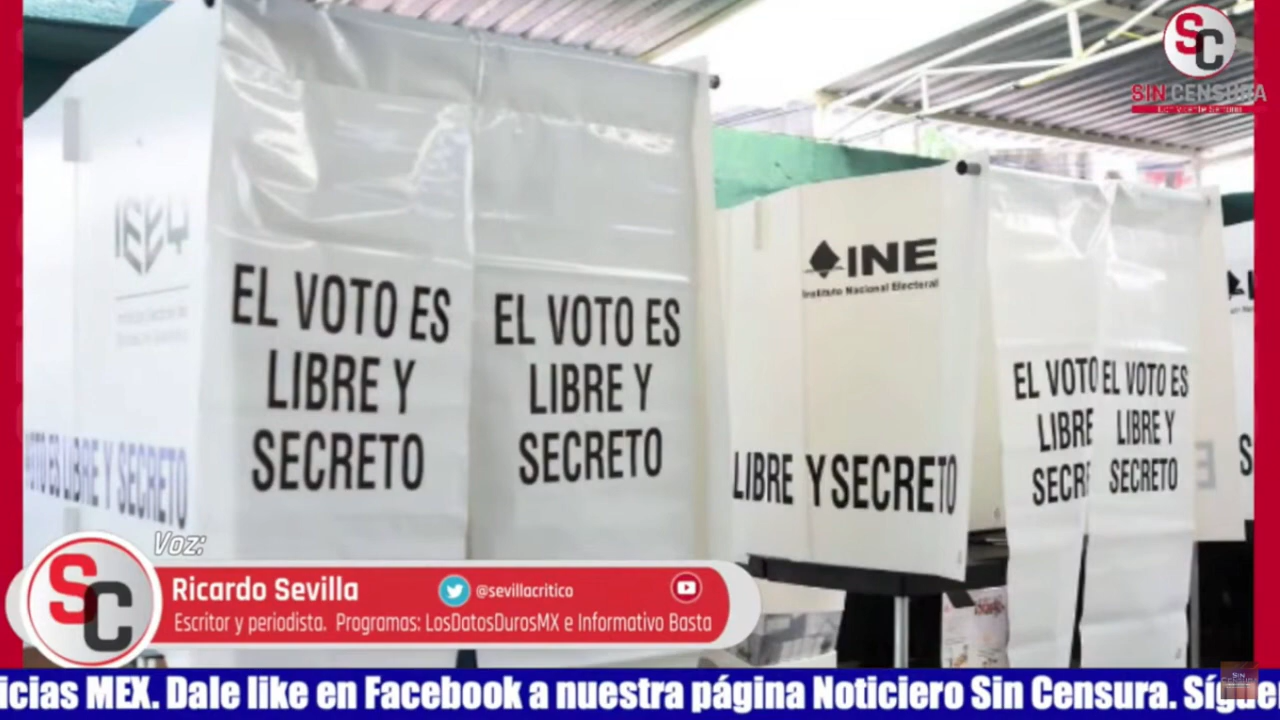 SC
SIN CENSURA
INE
Instituto Nacional Electoral
EL VOTO ES
LIBRE Y
SECRETO
EL VOTO ES
LIBRE Y
SECRETO
VOTO ES LIBRE Y SECRETO
LIBRE Y SECRETO
EL VOTO
LIBRE
SECRE
EL VOTO ES
LIBRE Y
SECRETO
S
Voz:
SC
Ricardo Sevilla
@sevillacritico
Escritor y periodista. Programas: LosDatosDurosMX e Informativo Basta
icias MEX. Dale like en Facebook a nuestra página Noticiero Sin Censura. Sígue